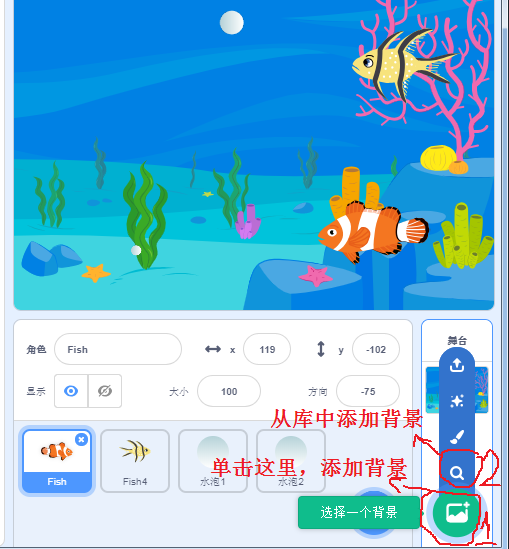 角色 Fish x 119 y -102 舞台
显示 大小 100 方向 -75
从库中添加背景
单击这里，添加背景
2
Fish Fish4 水泡1 水泡2
选择一个背景
1